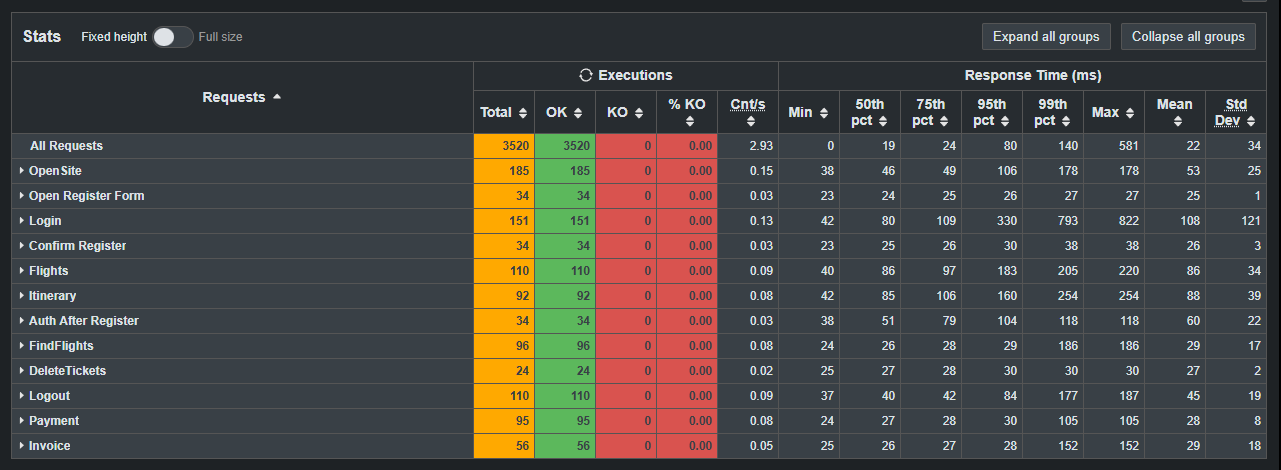 Stats Fixed height Full size Expand all groups Collapse all groups
Requests Executions Response Time (ms)
Total OK KO % KO Cnt/s Min 50th pct 75th pct 95th pct 99th pct Max Mean Std Dev
All Requests 3520 3520 0 0.00 2.93 0 19 24 80 140 581 22 34
OpenSite 185 185 0 0.00 0.15 38 46 49 106 178 178 53 25
Open Register Form 34 34 0 0.00 0.03 23 24 25 26 27 27 25 1
Login 151 151 0 0.00 0.13 42 80 109 330 793 822 108 121
Confirm Register 34 34 0 0.00 0.03 23 25 26 30 38 38 26 3
Flights 110 110 0 0.00 0.09 40 86 97 183 205 220 86 34
Itinerary 92 92 0 0.00 0.08 42 85 106 160 254 254 88 39
Auth After Register 34 34 0 0.00 0.03 38 51 79 104 118 118 60 22
FindFlights 96 96 0 0.00 0.08 24 26 28 29 186 186 29 17
DeleteTickets 24 24 0 0.00 0.02 25 27 28 30 30 30 27 2
Logout 110 110 0 0.00 0.09 37 40 42 84 177 187 45 19
Payment 95 95 0 0.00 0.08 24 27 28 30 105 105 28 8
Invoice 56 56 0 0.00 0.05 25 26 27 28 152 152 29 18